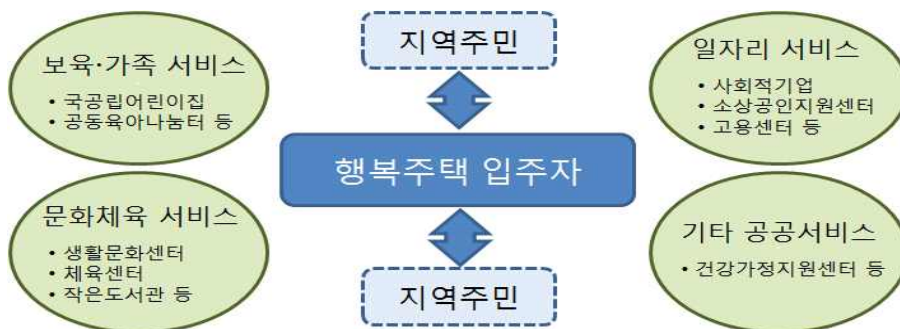 보육·가족 서비스
• 국공립어린이집
• 공동육아나눔터 등
지역주민
일자리 서비스
• 사회적기업
• 소상공인지원센터
• 고용센터 등
행복주택 입주자
문화체육 서비스
• 생활문화센터
• 체육센터
• 작은도서관 등
지역주민
기타 공공서비스
• 건강가정지원센터 등